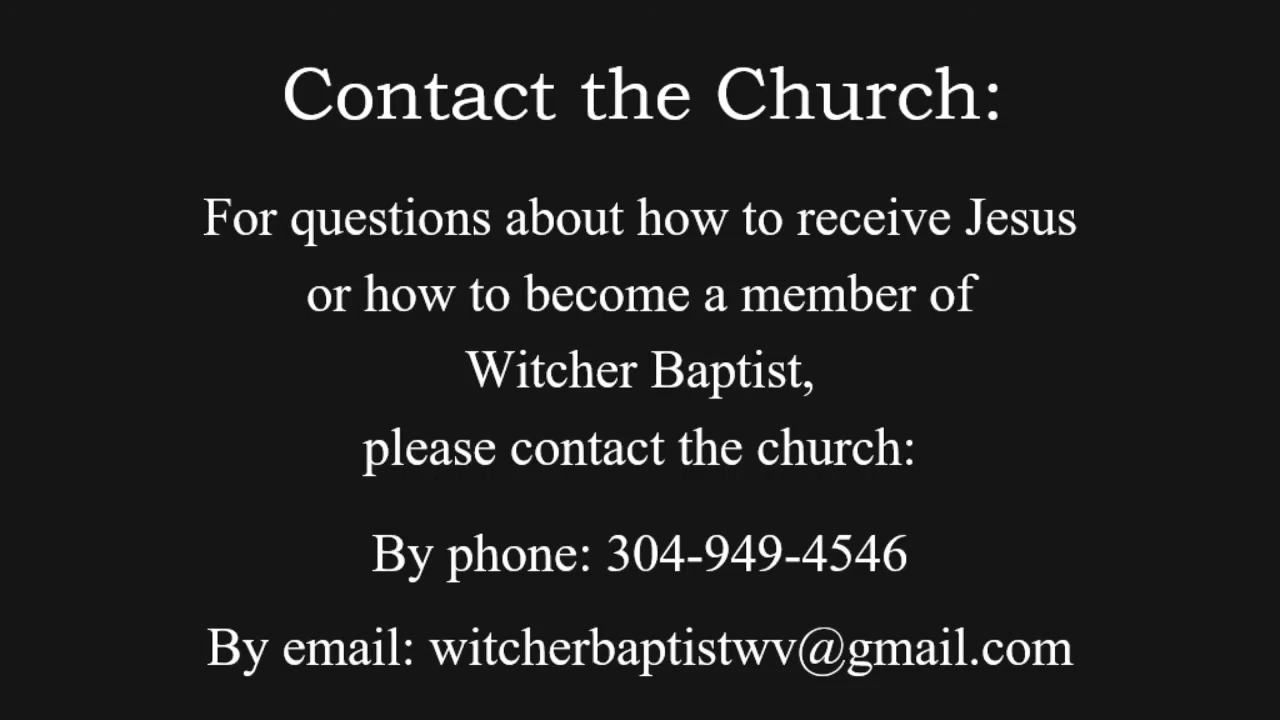 Contact the Church:
For questions about how to receive Jesus
or how to become a member of
Witcher Baptist,
please contact the church:
By phone: 304-949-4546
By email: witcherbaptistwv@gmail.com